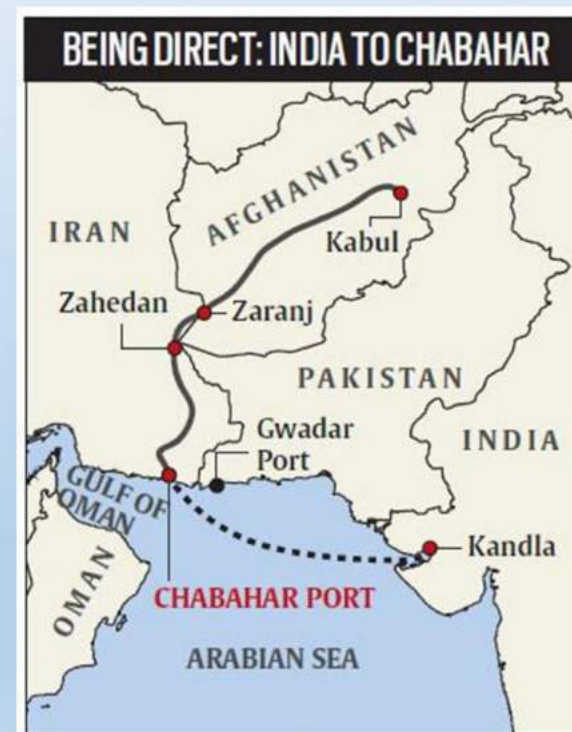 BEING DIRECT: INDIA TO CHABAHAR
AFGHANISTAN
IRAN
Kabul
Zahedan
Zaranj
PAKISTAN
INDIA
Gwadar
Port
GULF OF
OMAN
Kandla
OMAN
CHABAHAR PORT
ARABIAN SEA